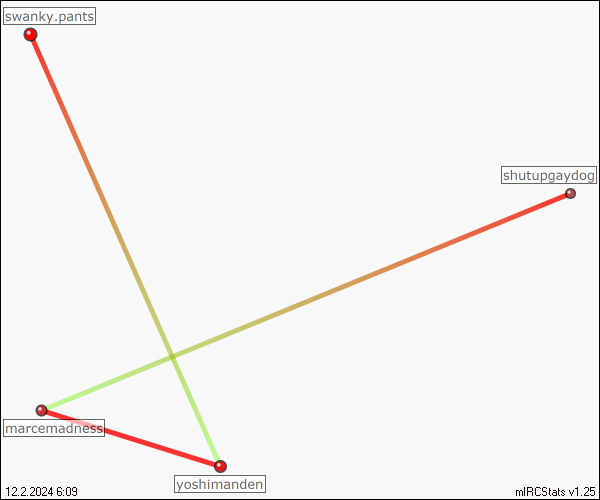 swanky.pants
shutupgaydog
marcemadness
yoshimanden
12.2.2024 6:09
mIRCStats v1.25